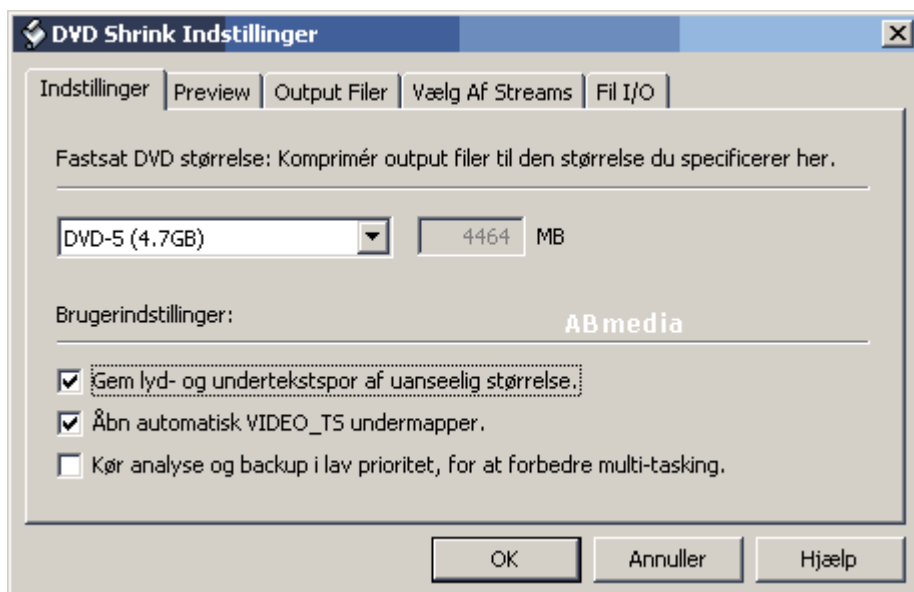 DVD Shrink Indstillinger
Indstillinger Preview Output Filer Vælg Af Streams Fil I/O
Fastsat DVD størrelse: Komprimér output filer til den størrelse du specificerer her.
DVD-5 (4.7GB) 4464 MB
Brugerindstillinger:
ABmedia
Gem lyd- og undertekstspor af uanseelig størrelse.
Åbn automatisk VIDEO_TS undermapper.
Kør analyse og backup i lav prioritet, for at forbedre multi-tasking.
OK Annuller Hjælp